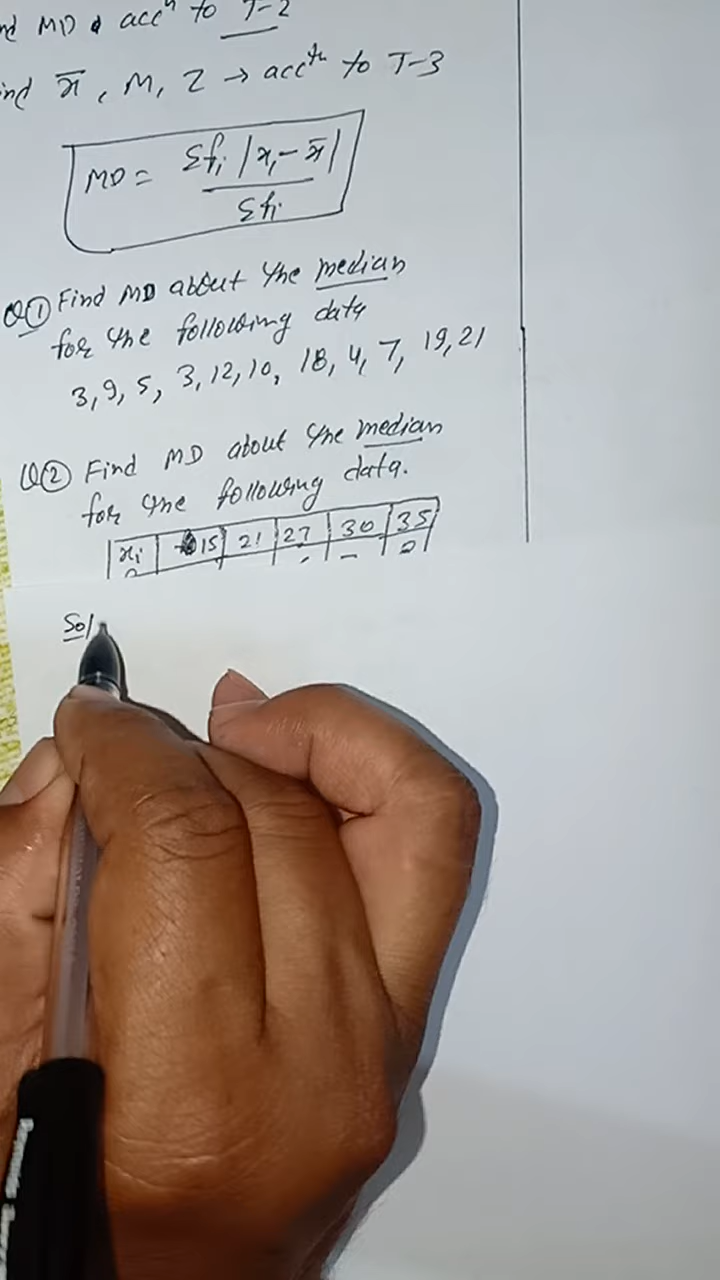 MD acc^n to T-2
x̄, M, Z → acc^th to T-3
MD = Σfi |xi - x̄| / Σfi
Q① Find MD about the median
for the following data
3, 9, 5, 3, 12, 10, 18, 4, 7, 19, 21
Q② Find MD about the median
for the following data.
xi 15 21 27 30 35
Sol